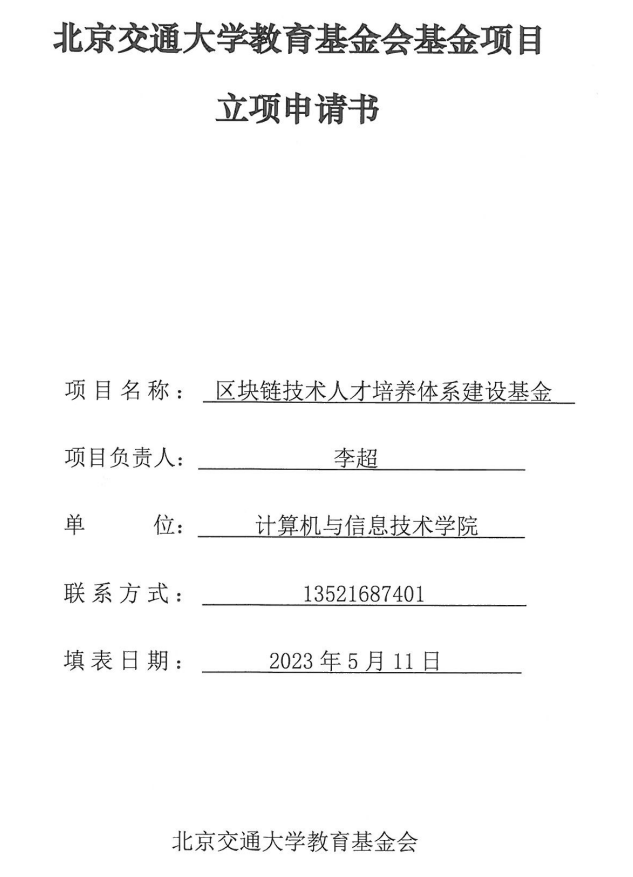 北京交通大学教育基金会基金项目
立项申请书
项目名称： 区块链技术人才培养体系建设基金
项目负责人： 李超
单 位： 计算机与信息技术学院
联系方式： 13521687401
填表日期： 2023 年 5 月 11 日
北京交通大学教育基金会